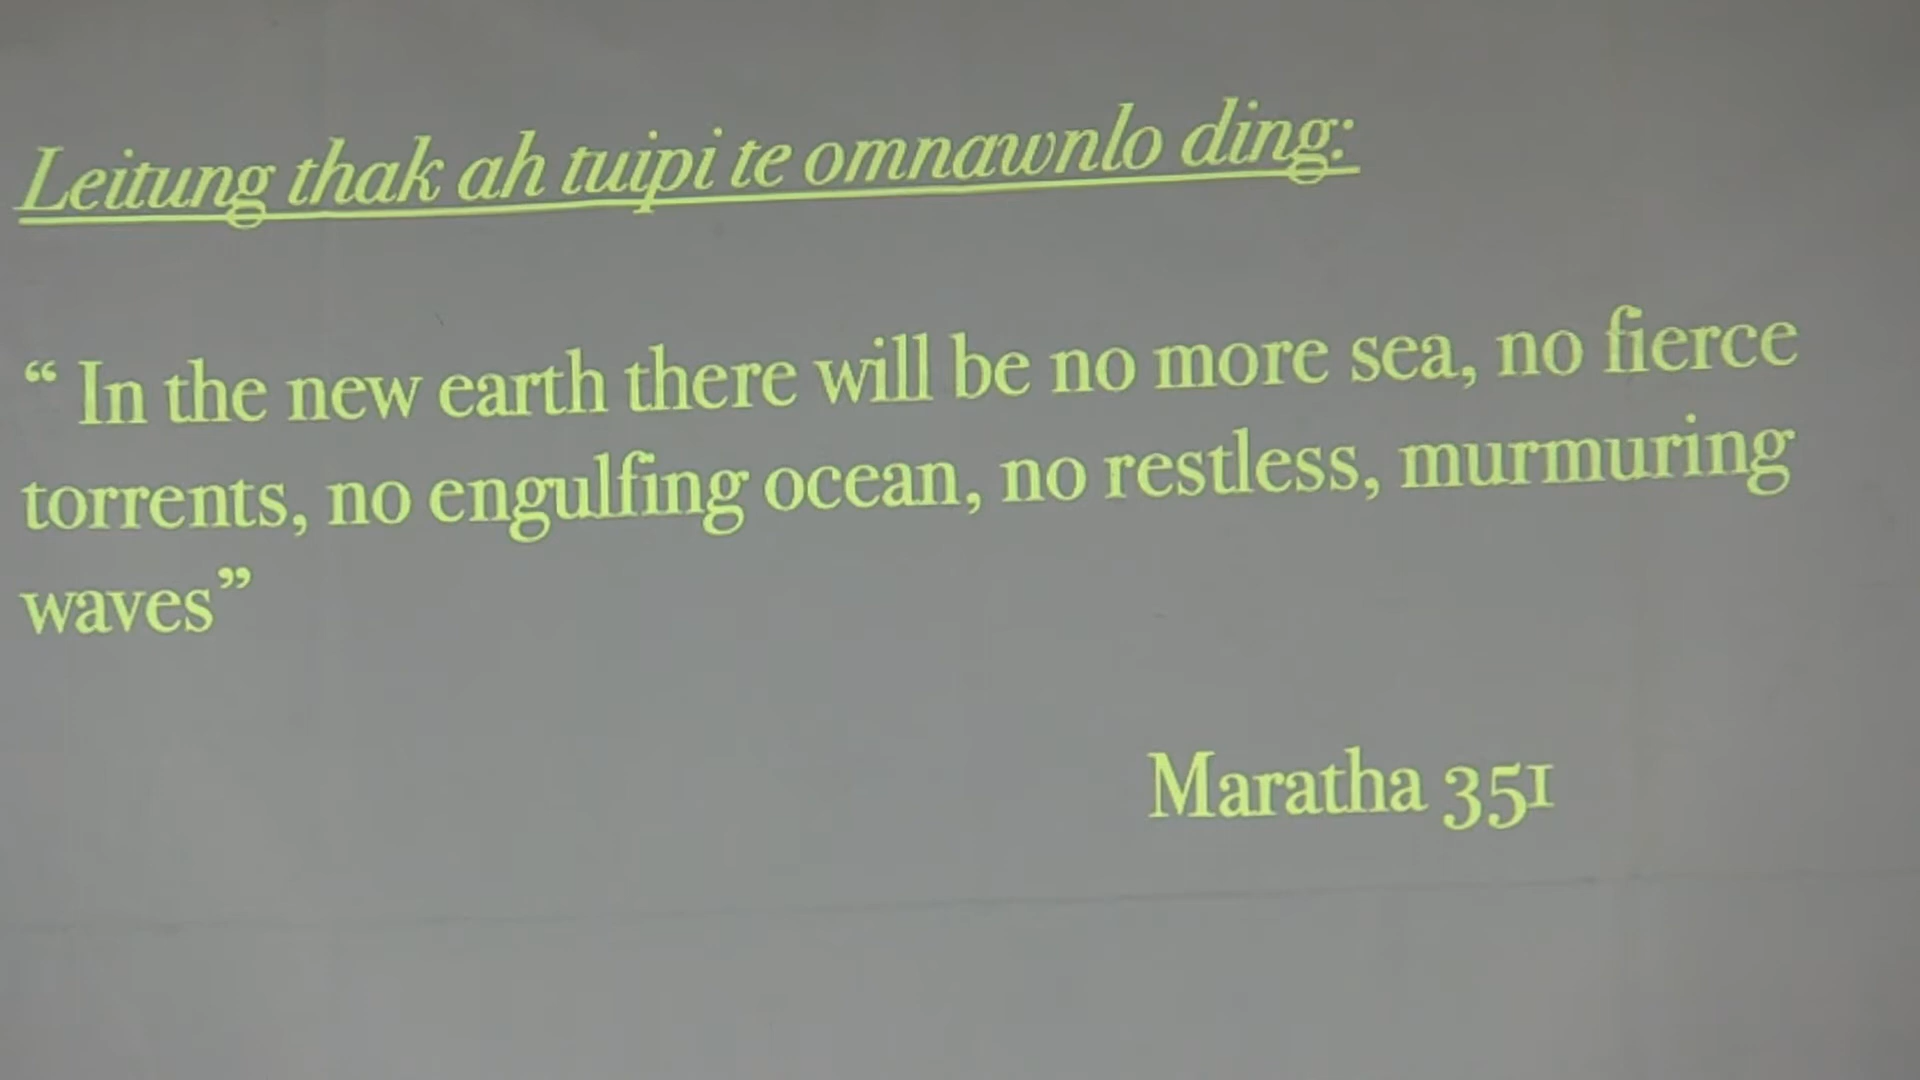 Leitung thak ah tuipi te omnawnlo ding:
“ In the new earth there will be no more sea, no fierce
torrents, no engulfing ocean, no restless, murmuring
waves”
Maratha 351